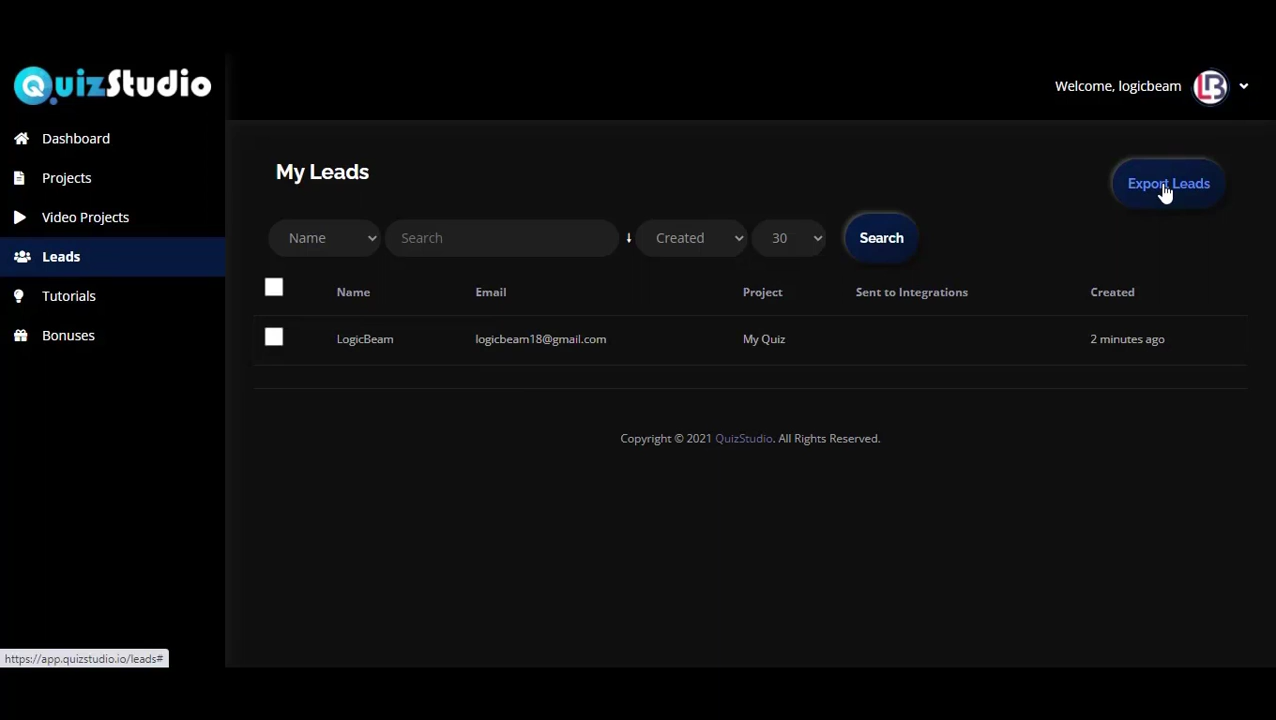 QuizStudio
Welcome, logicbeam
LB
Dashboard
Projects
Video Projects
Leads
Tutorials
Bonuses
My Leads
Export Leads
Name Search Created 30 Search
Name Email Project Sent to Integrations Created
LogicBeam logicbeam18@gmail.com My Quiz 2 minutes ago
Copyright © 2021 QuizStudio. All Rights Reserved.
https://app.quizstudio.io/leads#